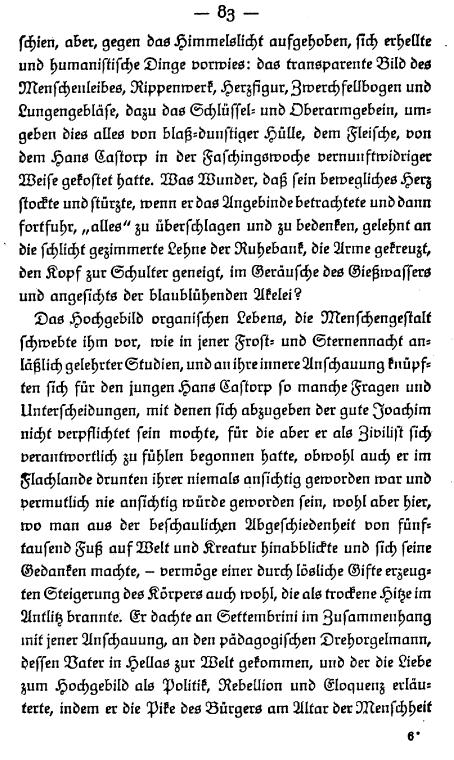 — 83 —
schien, aber, gegen das Himmelslicht aufgehoben, sich erhellte
und humanistische Dinge vorwies: das transparente Bild des
Menschenleibes, Rippenwerk, Herzfigur, Zwerchfellbogen und
Lungengebläse, dazu das Schlüssel- und Oberarmgebein, um-
geben dies alles von blaß-dunstiger Hülle, dem Fleische, von
dem Hans Castorp in der Faschingswoche vernunftwidriger
Weise gekostet hatte. Was Wunder, daß sein bewegliches Herz
stockte und stürzte, wenn er das Angebinde betrachtete und dann
fortfuhr, „alles“ zu überschlagen und zu bedenken, gelehnt an
die schlicht gezimmerte Lehne der Ruhebank, die Arme gekreuzt,
den Kopf zur Schulter geneigt, im Geräusche des Gießwassers
und angesichts der blaublühenden Akelei?
Das Hochgebild organischen Lebens, die Menschengestalt
schwebte ihm vor, wie in jener Frost- und Sternennacht an-
läßlich gelehrter Studien, und an ihre innere Anschauung knüpf-
ten sich für den jungen Hans Castorp so manche Fragen und
Unterscheidungen, mit denen sich abzugeben der gute Joachim
nicht verpflichtet sein mochte, für die aber er als Zivilist sich
verantwortlich zu fühlen begonnen hatte, obwohl auch er im
Flachlande drunten ihrer niemals ansichtig geworden war und
vermutlich nie ansichtig würde geworden sein, wohl aber hier,
wo man aus der beschaulichen Abgeschiedenheit von fünf-
tausend Fuß auf Welt und Kreatur hinabblickte und sich seine
Gedanken machte, – vermöge einer durch lösliche Gifte erzeug-
ten Steigerung des Körpers auch wohl, die als trockene Hitze im
Antlitz brannte. Er dachte an Settembrini im Zusammenhang
mit jener Anschauung, an den pädagogischen Drehorgelmann,
dessen Vater in Hellas zur Welt gekommen, und der die Liebe
zum Hochgebild als Politik, Rebellion und Eloquenz erläu-
terte, indem er die Pike des Bürgers am Altar der Menschheit
6*